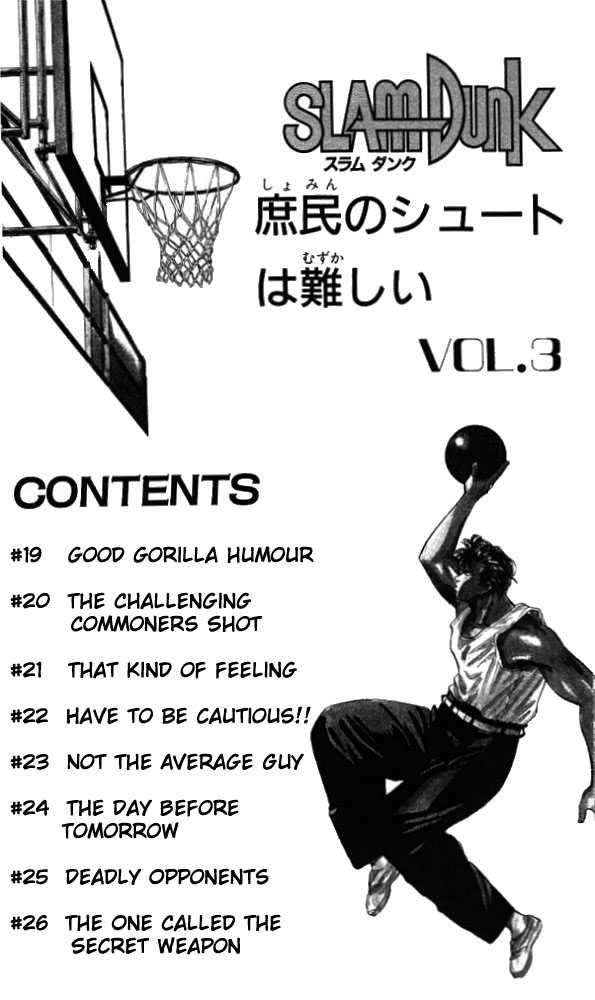 SLAM DUNK
スラム ダンク
しょ みん
庶民のシュート
むずか
は難しい
VOL.3
CONTENTS
#19 GOOD GORILLA HUMOUR
#20 THE CHALLENGING
COMMONERS SHOT
#21 THAT KIND OF FEELING
#22 HAVE TO BE CAUTIOUS!!
#23 NOT THE AVERAGE GUY
#24 THE DAY BEFORE
TOMORROW
#25 DEADLY OPPONENTS
#26 THE ONE CALLED THE
SECRET WEAPON